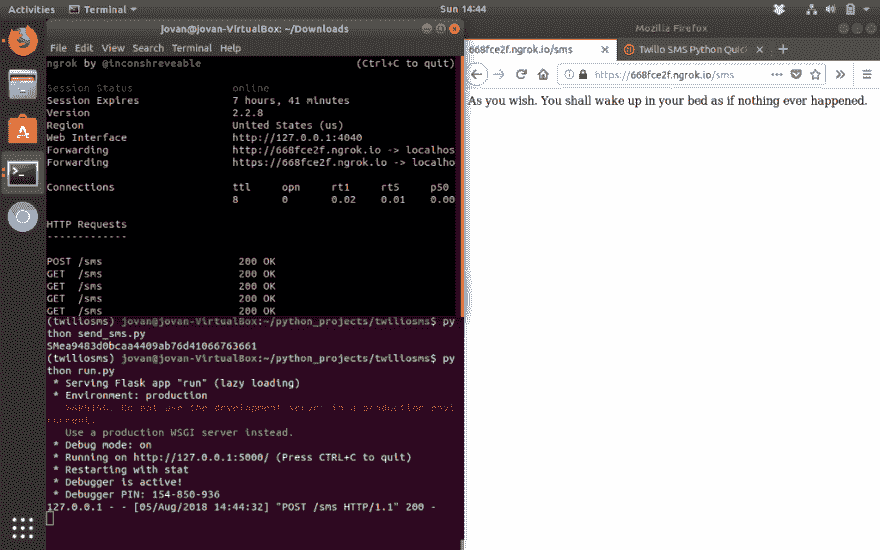 Activities Terminal Sun 14:44
jovan@jovan-VirtualBox: ~/Downloads
File Edit View Search Terminal Help
ngrok by @inconshreveable (Ctrl+C to quit)
Session Status online
Session Expires 7 hours, 41 minutes
Version 2.2.8
Region United States (us)
Web Interface http://127.0.0.1:4040
Forwarding http://668fce2f.ngrok.io -> localhos
Forwarding https://668fce2f.ngrok.io -> localho
Connections ttl opn rt1 rt5 p50
8 0 0.02 0.01 0.00
HTTP Requests
-------------
POST /sms 200 OK
GET /sms 200 OK
GET /sms 200 OK
GET /sms 200 OK
GET /sms 200 OK
(twiliosms) jovan@jovan-VirtualBox:~/python_projects/twiliosms$ py
thon send_sms.py
SMea9483d0bcaa4409ab76d41066763661
(twiliosms) jovan@jovan-VirtualBox:~/python_projects/twiliosms$ py
thon run.py
* Serving Flask app "run" (lazy loading)
* Environment: production
WARNING: Do not use the development server in a production envi
ronment.
Use a production WSGI server instead.
* Debug mode: on
* Running on http://127.0.0.1:5000/ (Press CTRL+C to quit)
* Restarting with stat
* Debugger is active!
* Debugger PIN: 154-850-936
127.0.0.1 - - [05/Aug/2018 14:44:32] "POST /sms HTTP/1.1" 200 -
Mozilla Firefox
668fce2f.ngrok.io/sms
Twilio SMS Python Quic
https://668fce2f.ngrok.io/sms
As you wish. You shall wake up in your bed as if nothing ever happened.